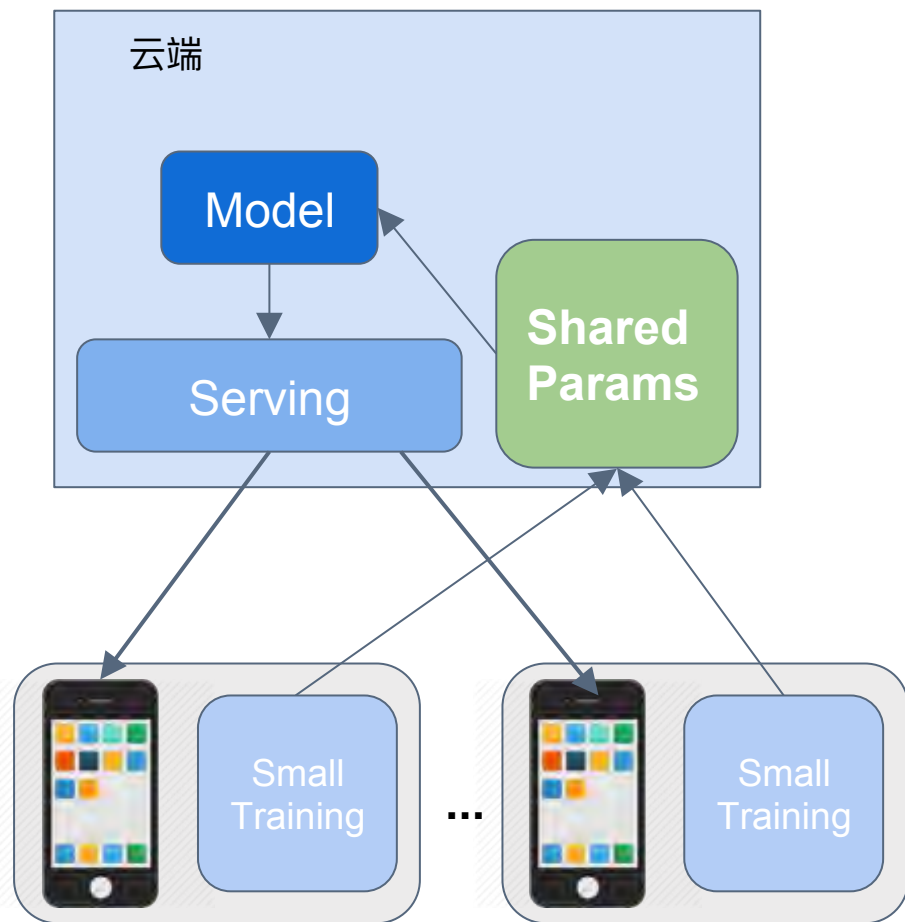 云端
Model
Shared
Params
Serving
Small
Training
...
Small
Training